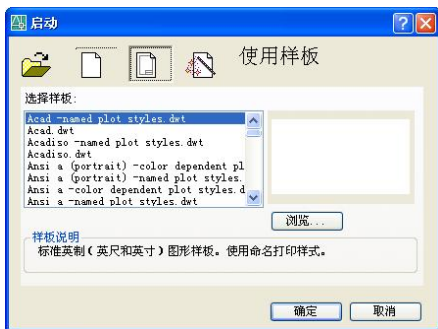 启动
使用样板
选择样板:
Acad -named plot styles.dwt
Acad.dwt
Acadiso -named plot styles.dwt
Acadiso.dwt
Ansi a (portrait) -color dependent pl
Ansi a (portrait) -named plot styles.
Ansi a -color dependent plot styles.d
Ansi a -named plot styles.dwt
浏览...
样板说明
标准英制(英尺和英寸)图形样板。使用命名打印样式。
确定 取消